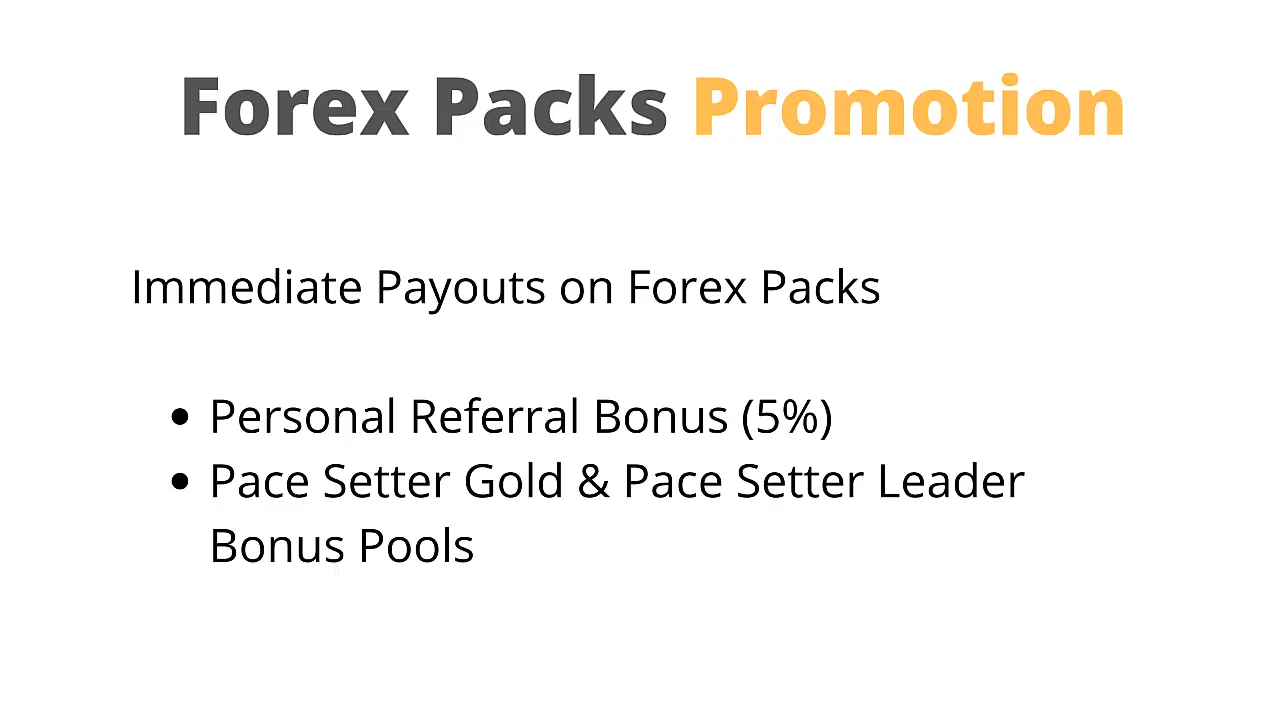 Forex Packs Promotion
Immediate Payouts on Forex Packs
• Personal Referral Bonus (5%)
• Pace Setter Gold & Pace Setter Leader
Bonus Pools